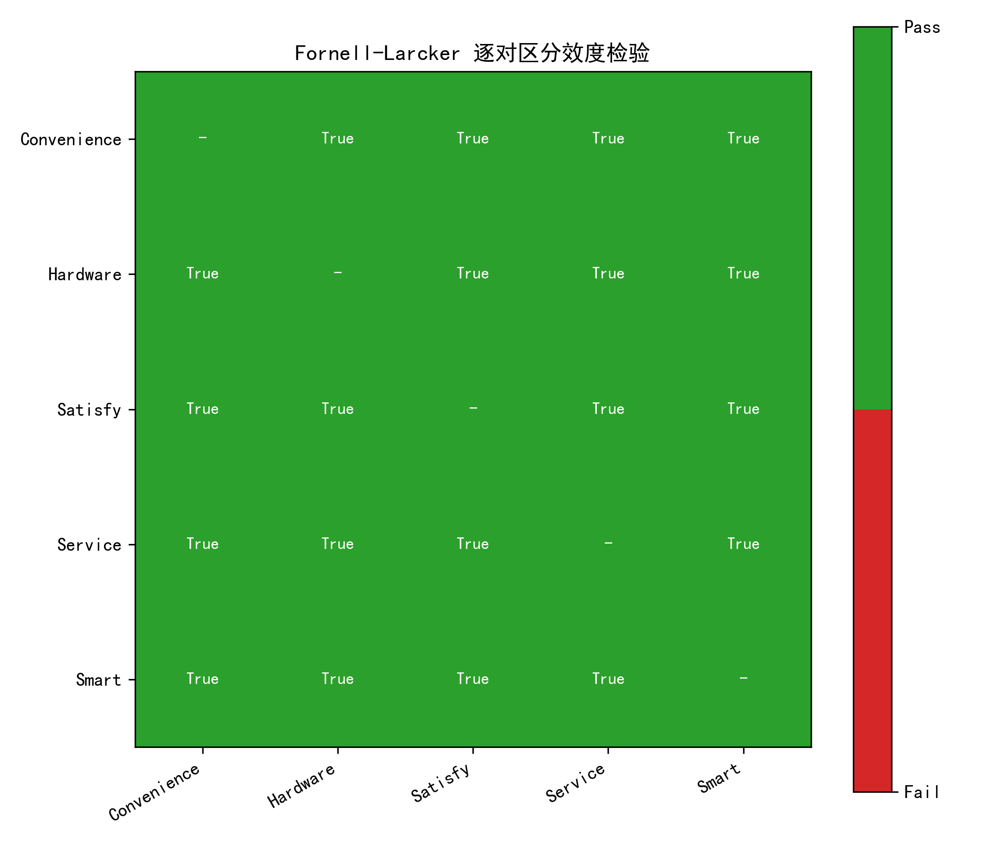 Fornell-Larcker 逐对区分效度检验
Convenience - True True True True
Hardware True - True True True
Satisfy True True - True True
Service True True True - True
Smart True True True True -
Convenience Hardware Satisfy Service Smart
Pass
Fail